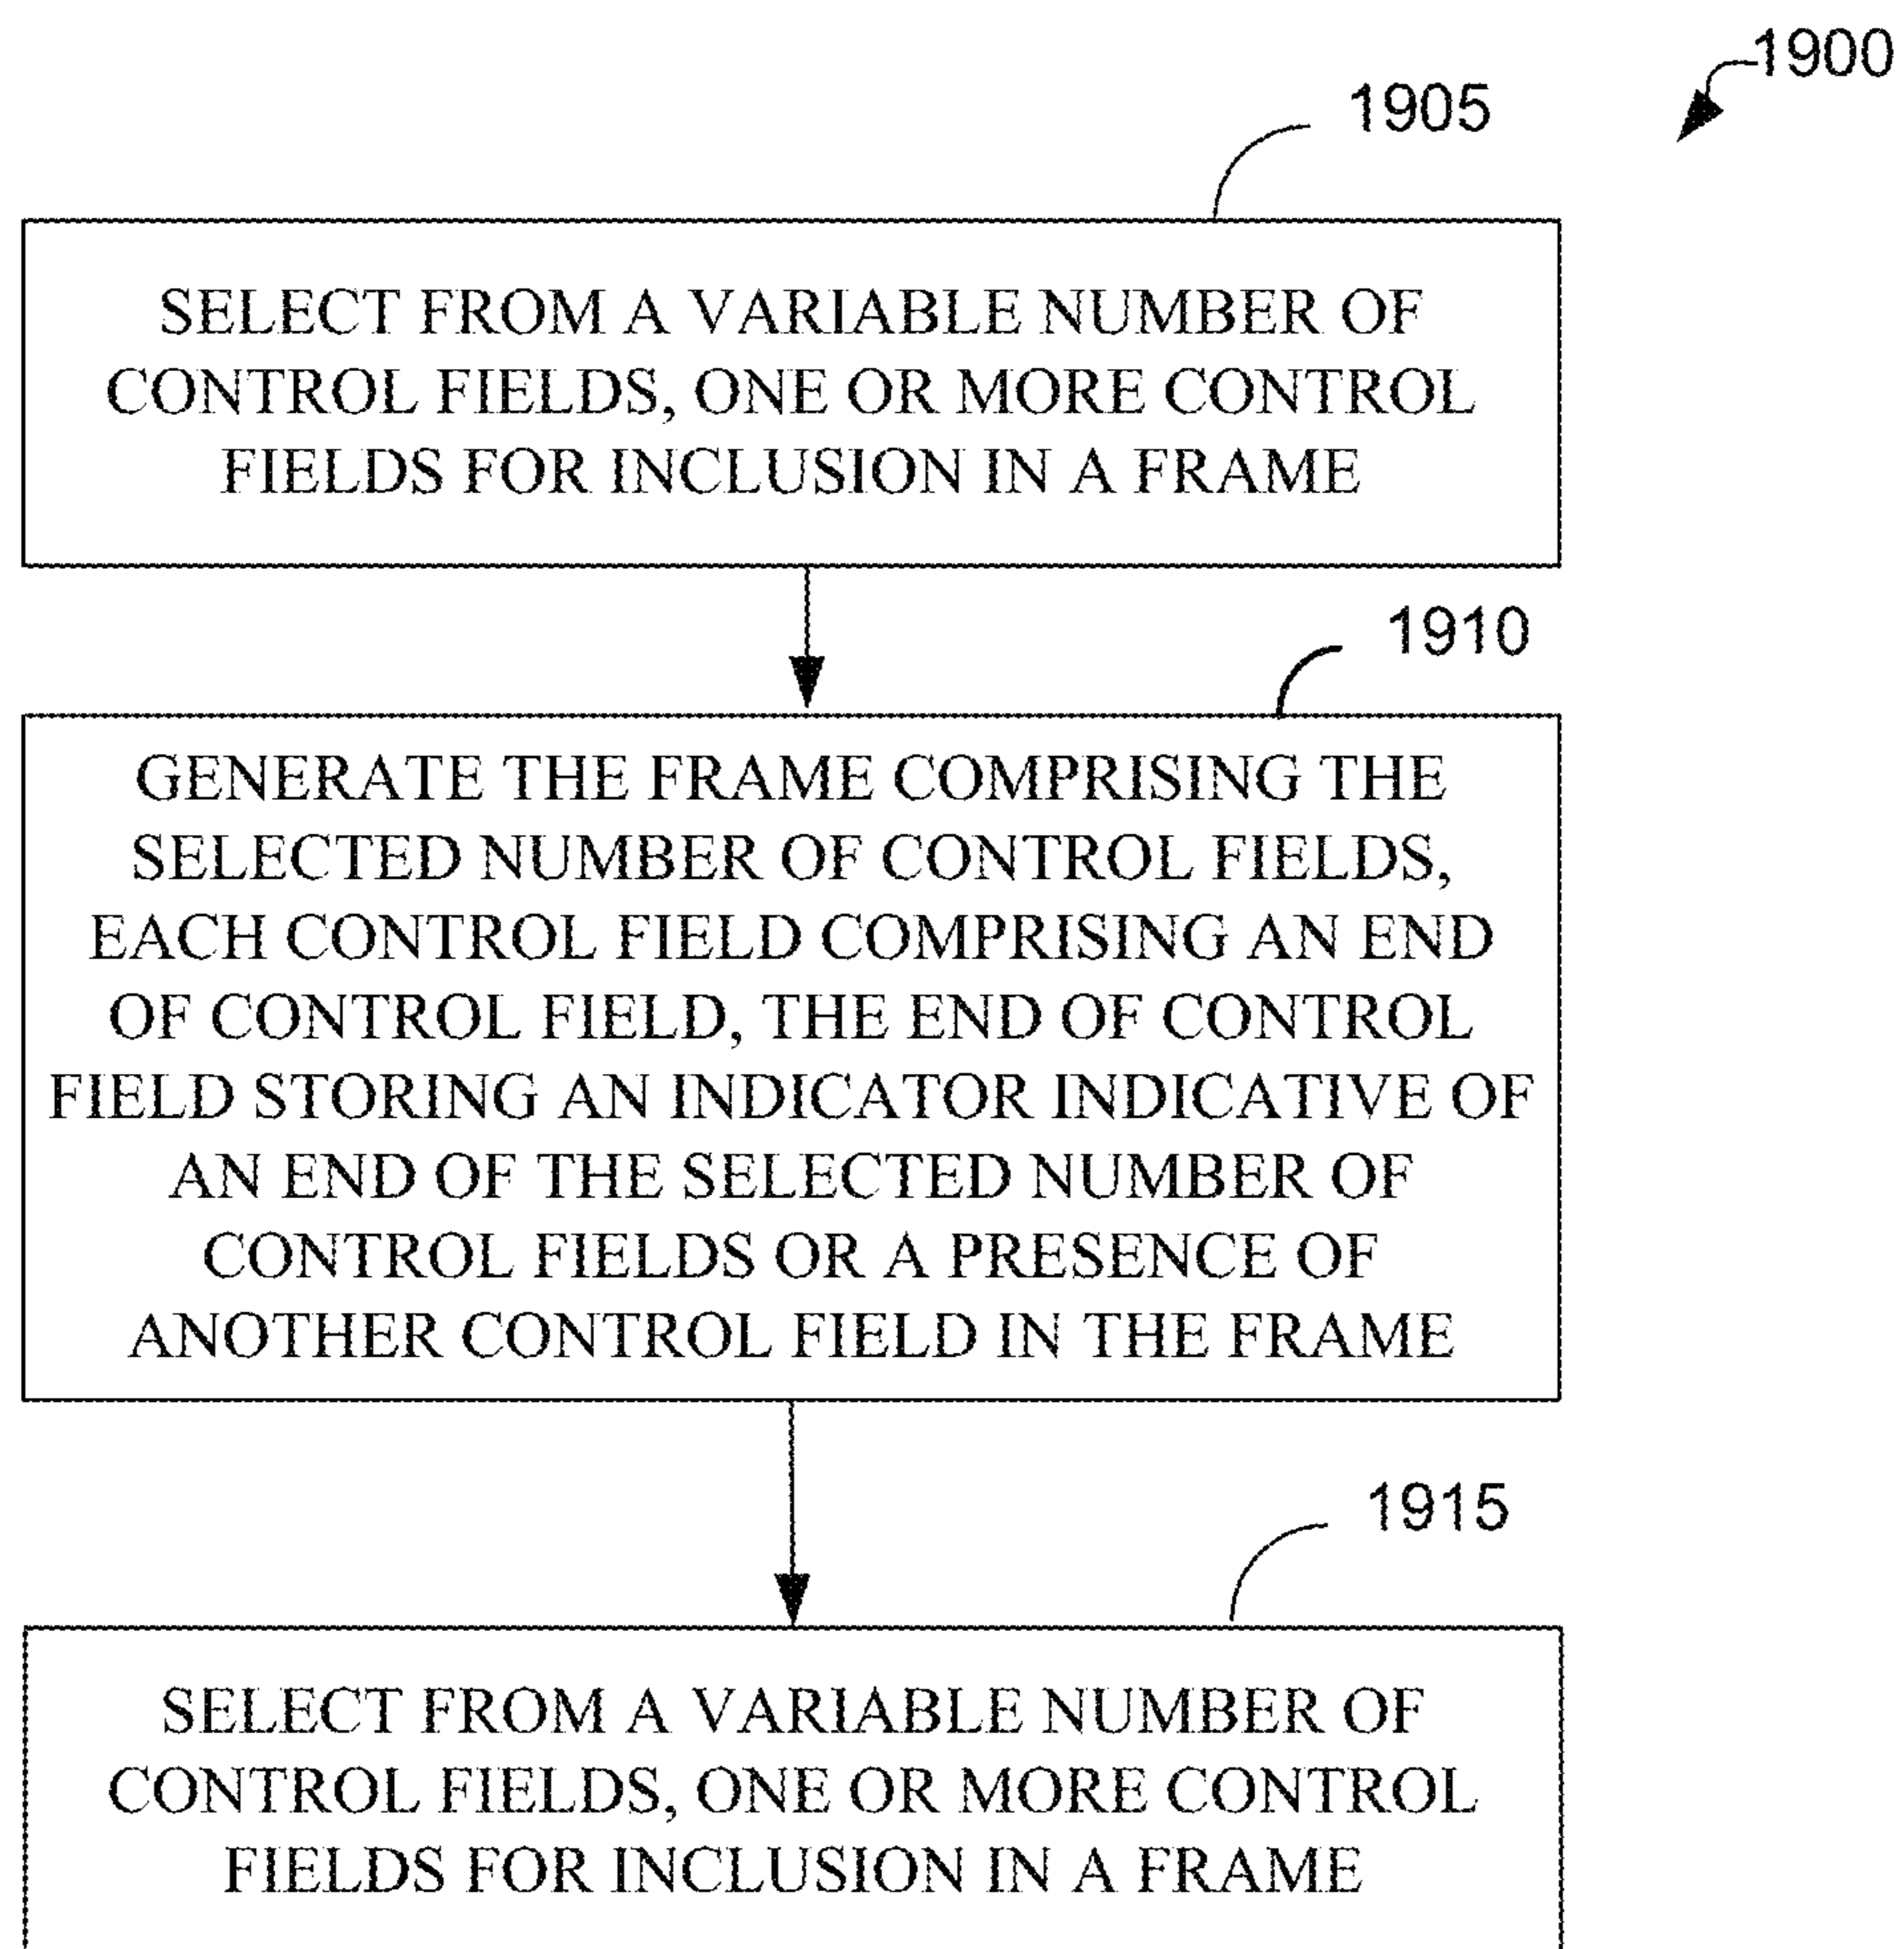 1900
1905
SELECT FROM A VARIABLE NUMBER OF
CONTROL FIELDS, ONE OR MORE CONTROL
FIELDS FOR INCLUSION IN A FRAME
1910
GENERATE THE FRAME COMPRISING THE
SELECTED NUMBER OF CONTROL FIELDS,
EACH CONTROL FIELD COMPRISING AN END
OF CONTROL FIELD, THE END OF CONTROL
FIELD STORING AN INDICATOR INDICATIVE OF
AN END OF THE SELECTED NUMBER OF
CONTROL FIELDS OR A PRESENCE OF
ANOTHER CONTROL FIELD IN THE FRAME
1915
SELECT FROM A VARIABLE NUMBER OF
CONTROL FIELDS, ONE OR MORE CONTROL
FIELDS FOR INCLUSION IN A FRAME